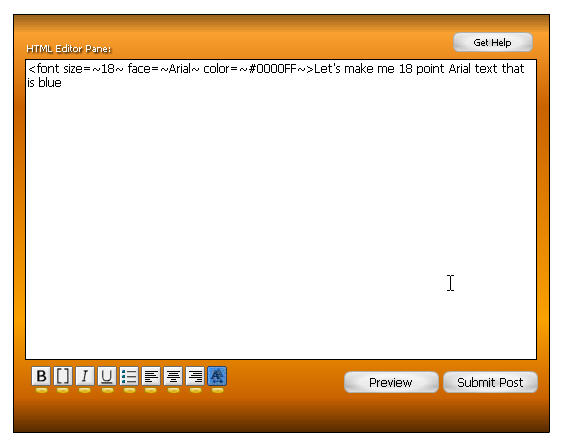 Get Help
HTML Editor Pane:
<font size=~18~ face=~Arial~ color=~#0000FF~>Let's make me 18 point Arial text that
is blue
B [] I U A
Preview Submit Post